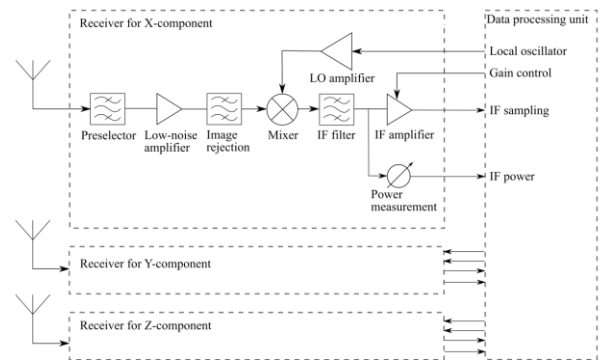 Receiver for X-component
Data processing unit
Local oscillator
LO amplifier
Gain control
IF sampling
Preselector
Low-noise
amplifier
Image
rejection
Mixer
IF filter
IF amplifier
IF power
Power
measurement
Receiver for Y-component
Receiver for Z-component